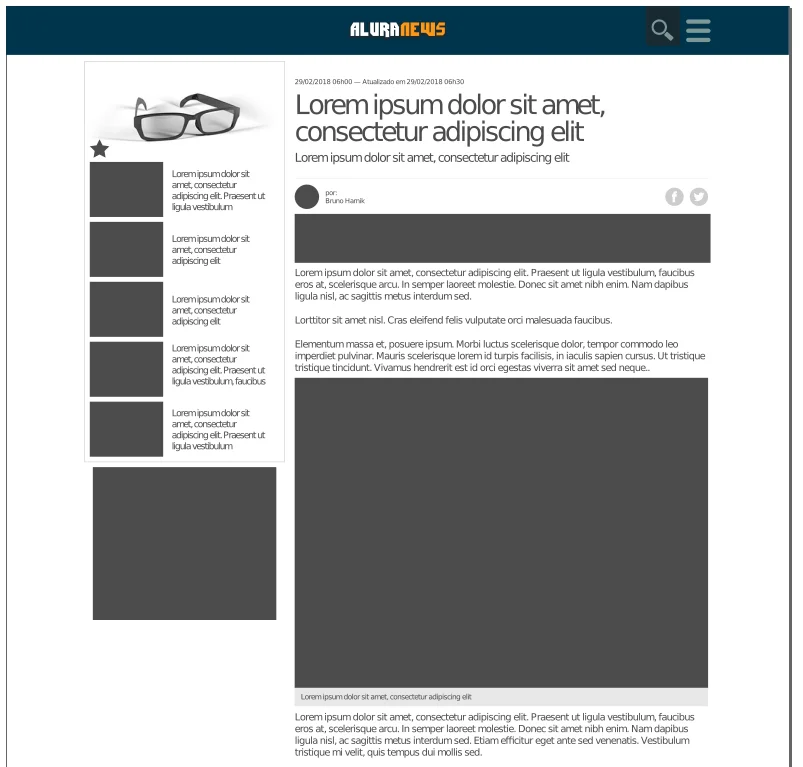 ALURANEWS
Lorem ipsum dolor sit
amet, consectetur
adipiscing elit. Praesent ut
ligula vestibulum
Lorem ipsum dolor sit
amet, consectetur
adipiscing elit
Lorem ipsum dolor sit
amet, consectetur
adipiscing elit
Lorem ipsum dolor sit
amet, consectetur
adipiscing elit. Praesent ut
ligula vestibulum, faucibus
Lorem ipsum dolor sit
amet, consectetur
adipiscing elit. Praesent ut
ligula vestibulum
29/02/2018 06h00 — Atualizado em 29/02/2018 06h30
Lorem ipsum dolor sit amet,
consectetur adipiscing elit
Lorem ipsum dolor sit amet, consectetur adipiscing elit
por:
Bruno Harnik
Lorem ipsum dolor sit amet, consectetur adipiscing elit. Praesent ut ligula vestibulum, faucibus
eros at, scelerisque arcu. In semper laoreet molestie. Donec sit amet nibh enim. Nam dapibus
ligula nisl, ac sagittis metus interdum sed.
Lorttitor sit amet nisl. Cras eleifend felis vulputate orci malesuada faucibus.
Elementum massa et, posuere ipsum. Morbi luctus scelerisque dolor, tempor commodo leo
imperdiet pulvinar. Mauris scelerisque lorem id turpis facilisis, in iaculis sapien cursus. Ut tristique
tristique tincidunt. Vivamus hendrerit est id orci egestas viverra sit amet sed neque..
Lorem ipsum dolor sit amet, consectetur adipiscing elit
Lorem ipsum dolor sit amet, consectetur adipiscing elit. Praesent ut ligula vestibulum, faucibus
eros at, scelerisque arcu. In semper laoreet molestie. Donec sit amet nibh enim. Nam dapibus
ligula nisl, ac sagittis metus interdum sed. Etiam efficitur eget ante sed venenatis. Vestibulum
tristique mi velit, quis tempus dui mollis sed.